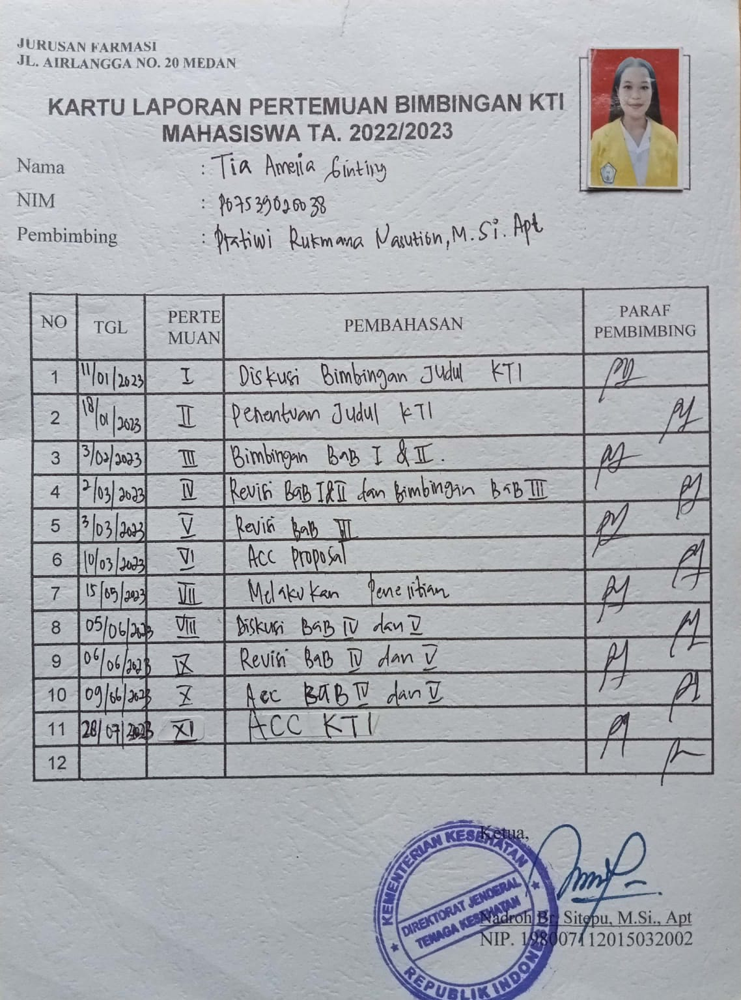 JURUSAN FARMASI
JL. AIRLANGGA NO. 20 MEDAN
KARTU LAPORAN PERTEMUAN BIMBINGAN KTI
MAHASISWA TA. 2022/2023
Nama : Tia Amelia Ginting
NIM : P07539020038
Pembimbing : Pratiwi Rukmana Nasution, M.Si. Apt
NO TGL PERTE MUAN PEMBAHASAN PARAF PEMBIMBING
1 11/01/2023 I Diskusi Bimbingan Judul KTI
2 18/01/2023 II Penentuan Judul KTI
3 3/02/2023 III Bimbingan BAB I & II.
4 2/03/2023 IV Revisi BAB I & II dan Bimbingan BAB III
5 3/03/2023 V Revisi BAB III
6 10/03/2023 VI Acc proposal
7 15/05/2023 VII Melakukan Penelitian
8 05/06/2023 VIII Diskusi BAB IV dan V
9 06/06/2023 IX Revisi BAB IV dan V
10 09/06/2023 X Acc BAB IV dan V
11 28/07/2023 XI ACC KTI
12
Ketua,
KEMENTERIAN KESEHATAN
DIREKTORAT JENDERAL
TENAGA KESEHATAN
REPUBLIK INDONESIA
Nadroh Br. Sitepu, M.Si., Apt
NIP. 198007112015032002